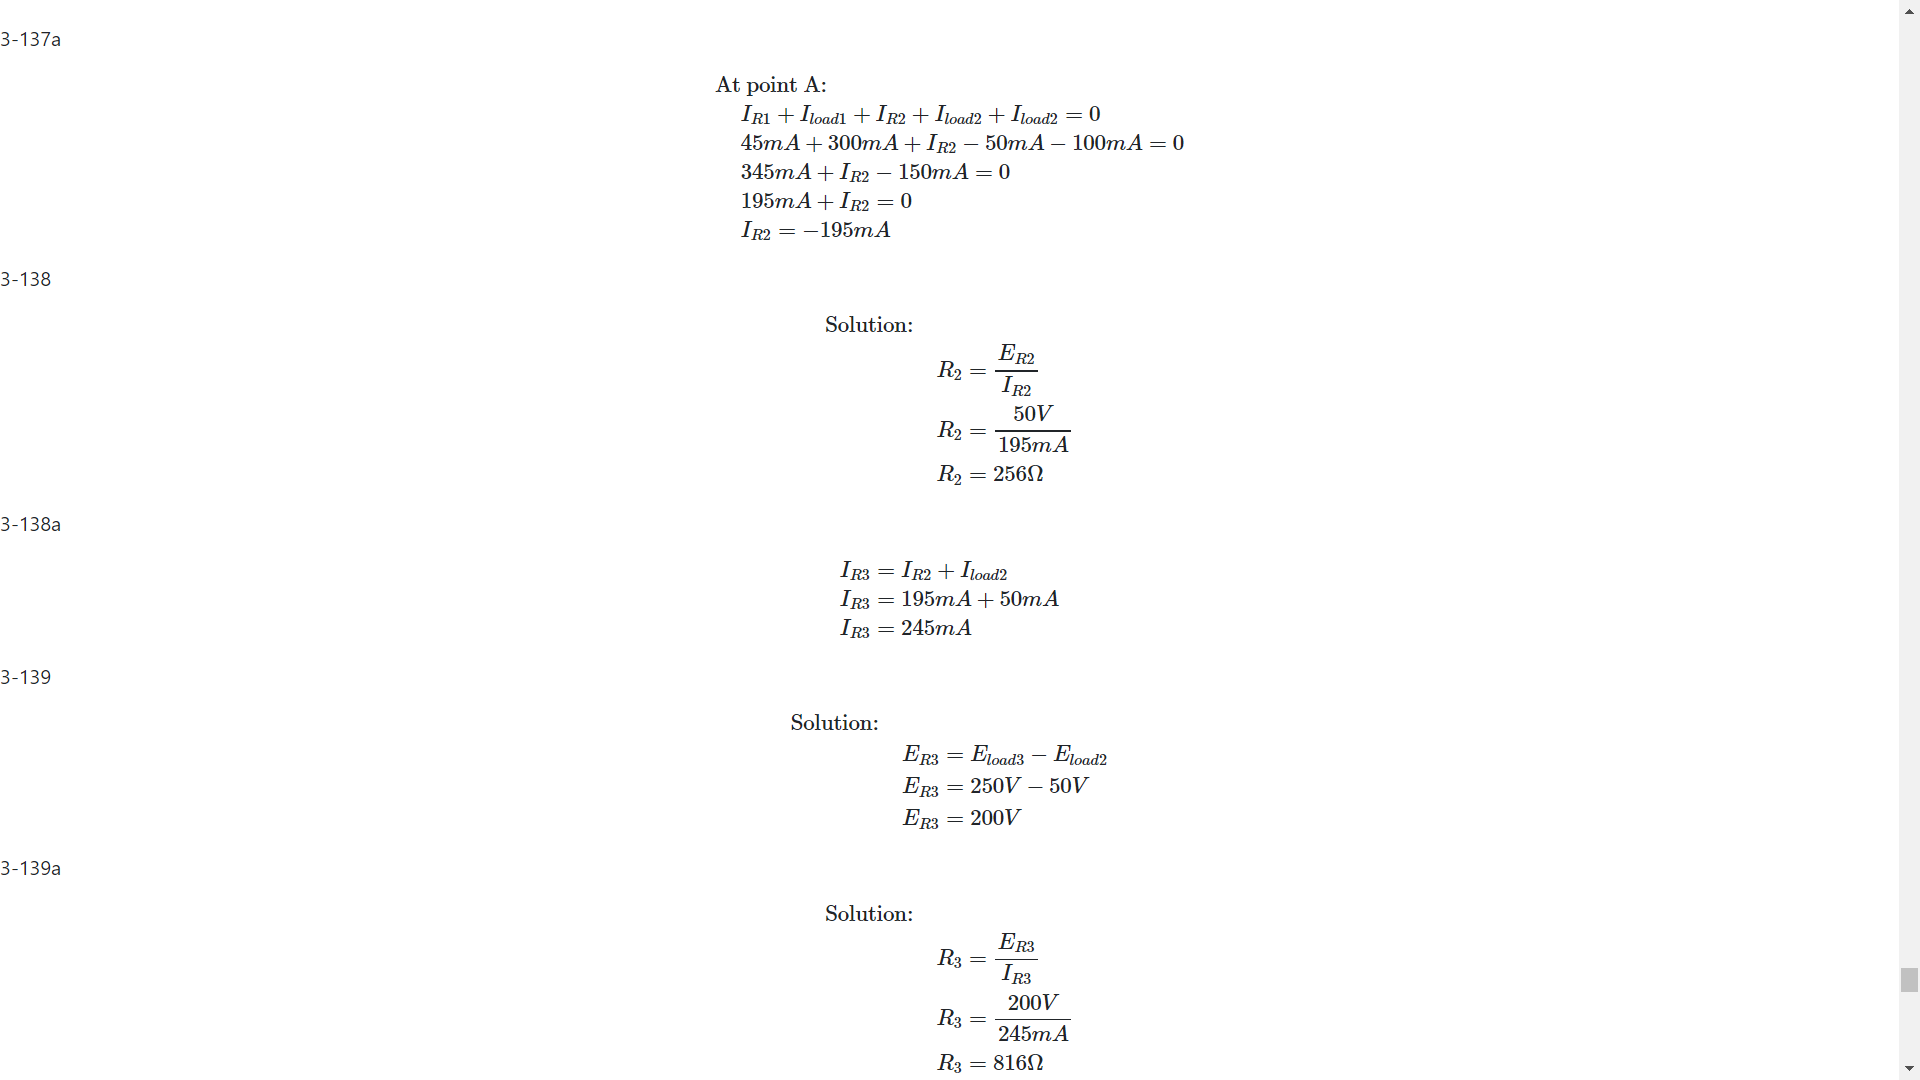 3-137a
At point A:
I_{R1} + I_{load1} + I_{R2} + I_{load2} + I_{load2} = 0
45mA + 300mA + I_{R2} − 50mA − 100mA = 0
345mA + I_{R2} − 150mA = 0
195mA + I_{R2} = 0
I_{R2} = −195mA
3-138
Solution:
R_2 = \frac{E_{R2}}{I_{R2}}
R_2 = \frac{50V}{195mA}
R_2 = 256Ω
3-138a
I_{R3} = I_{R2} + I_{load2}
I_{R3} = 195mA + 50mA
I_{R3} = 245mA
3-139
Solution:
E_{R3} = E_{load3} − E_{load2}
E_{R3} = 250V − 50V
E_{R3} = 200V
3-139a
Solution:
R_3 = \frac{E_{R3}}{I_{R3}}
R_3 = \frac{200V}{245mA}
R_3 = 816Ω